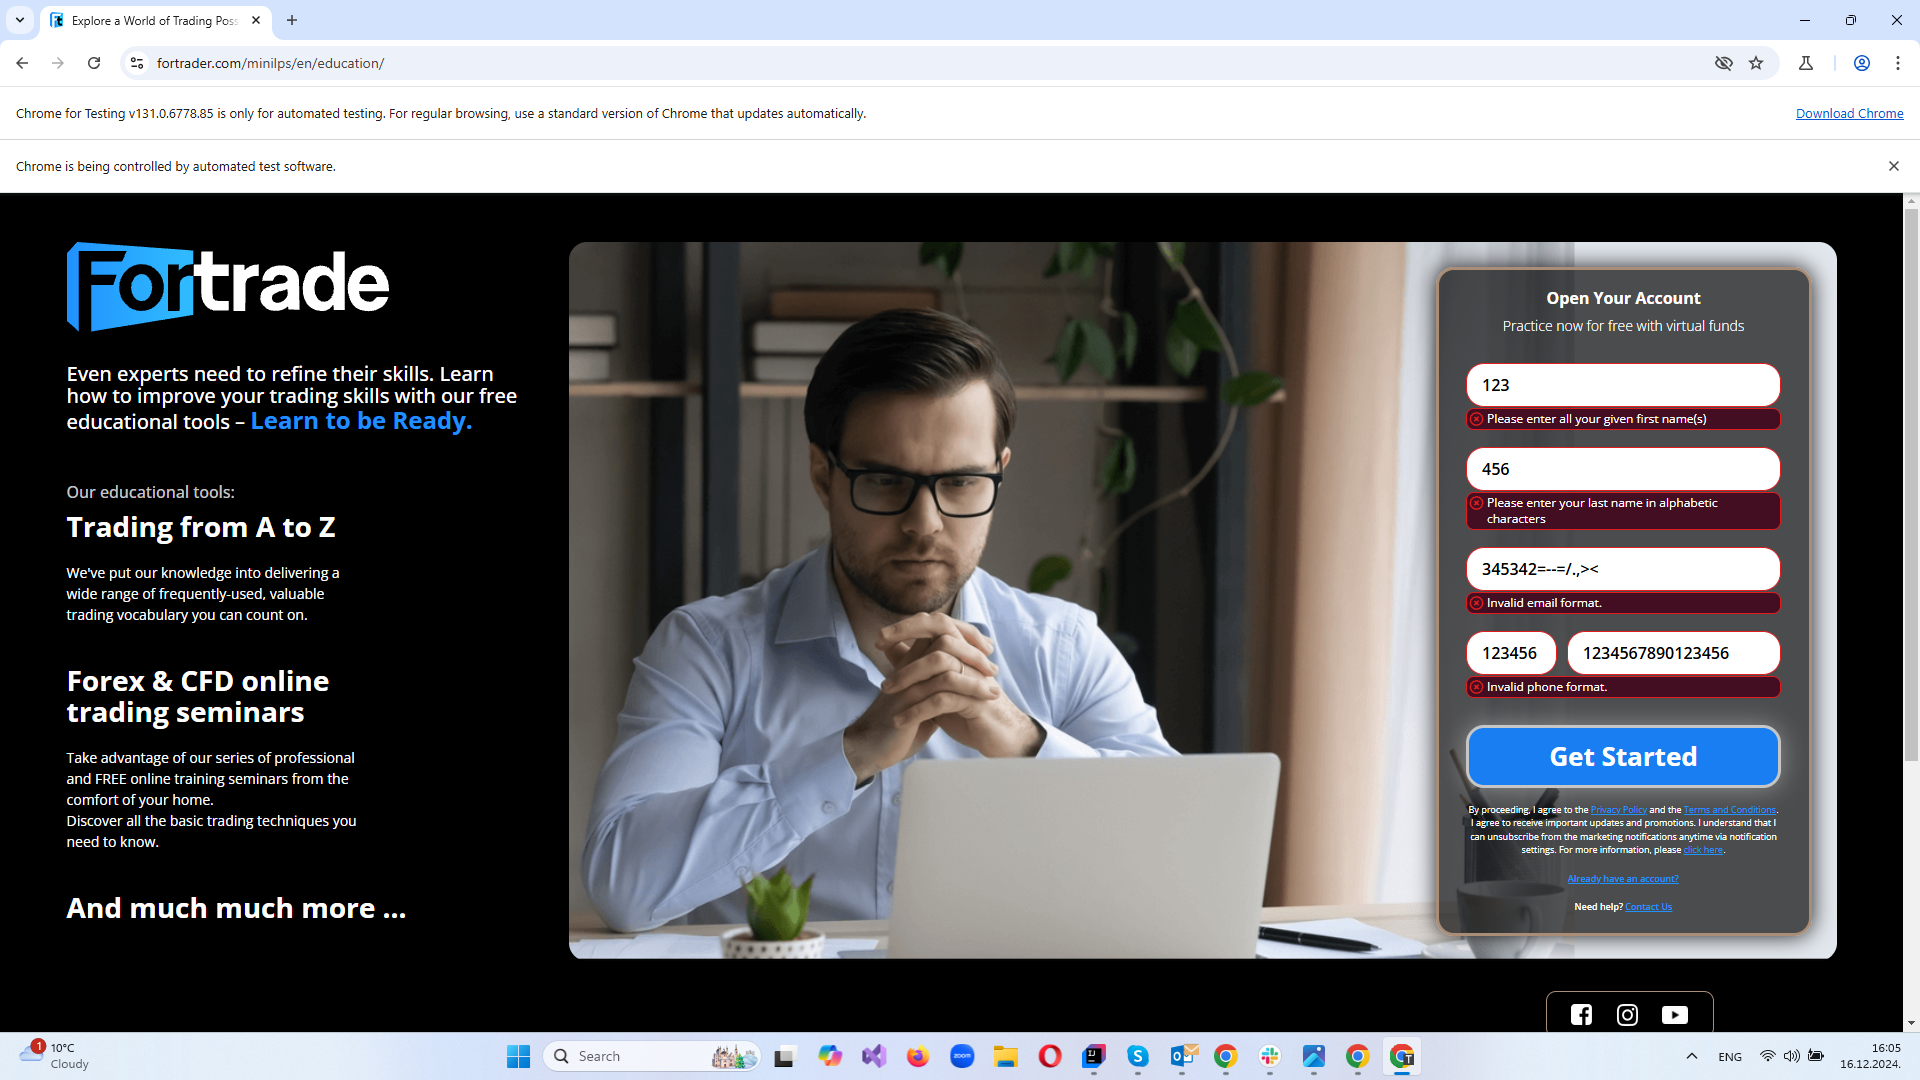 Explore a World of Trading Poss
fortrader.com/minilps/en/education/
Chrome for Testing v131.0.6778.85 is only for automated testing. For regular browsing, use a standard version of Chrome that updates automatically.
Download Chrome
Chrome is being controlled by automated test software.
Fortrade
Even experts need to refine their skills. Learn
how to improve your trading skills with our free
educational tools – Learn to be Ready.
Our educational tools:
Trading from A to Z
We've put our knowledge into delivering a
wide range of frequently-used, valuable
trading vocabulary you can count on.
Forex & CFD online
trading seminars
Take advantage of our series of professional
and FREE online training seminars from the
comfort of your home.
Discover all the basic trading techniques you
need to know.
And much much more ...
Open Your Account
Practice now for free with virtual funds
123
Please enter all your given first name(s)
456
Please enter your last name in alphabetic
characters
345342=--=/.,><
Invalid email format.
123456 1234567890123456
Invalid phone format.
Get Started
By proceeding, I agree to the Privacy Policy and the Terms and Conditions.
I agree to receive important updates and promotions. I understand that I
can unsubscribe from the marketing notifications anytime via notification
settings. For more information, please click here.
Already have an account?
Need help? Contact Us
1
10°C
Cloudy
Search
zoom
ENG
16:05
16.12.2024.